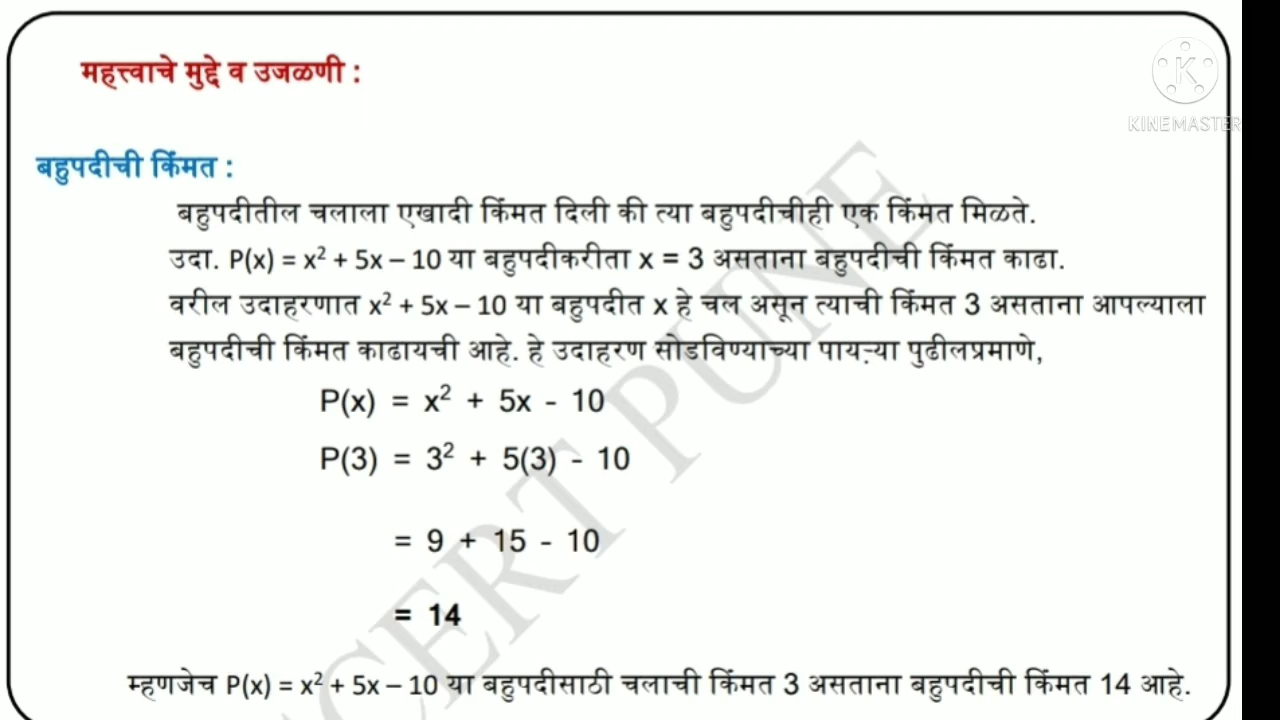 महत्त्वाचे मुद्दे व उजळणी :
KINEMASTER
बहुपदीची किंमत :
बहुपदीतील चलाला एखादी किंमत दिली की त्या बहुपदीचीही एक किंमत मिळते.
उदा. P(x) = x² + 5x – 10 या बहुपदीकरीता x = 3 असताना बहुपदीची किंमत काढा.
वरील उदाहरणात x² + 5x – 10 या बहुपदीत x हे चल असून त्याची किंमत 3 असताना आपल्याला
बहुपदीची किंमत काढायची आहे. हे उदाहरण सोडविण्याच्या पायऱ्या पुढीलप्रमाणे,
P(x) = x² + 5x - 10
P(3) = 3² + 5(3) - 10
= 9 + 15 - 10
= 14
म्हणजेच P(x) = x² + 5x – 10 या बहुपदीसाठी चलाची किंमत 3 असताना बहुपदीची किंमत 14 आहे.
CERT PUNE